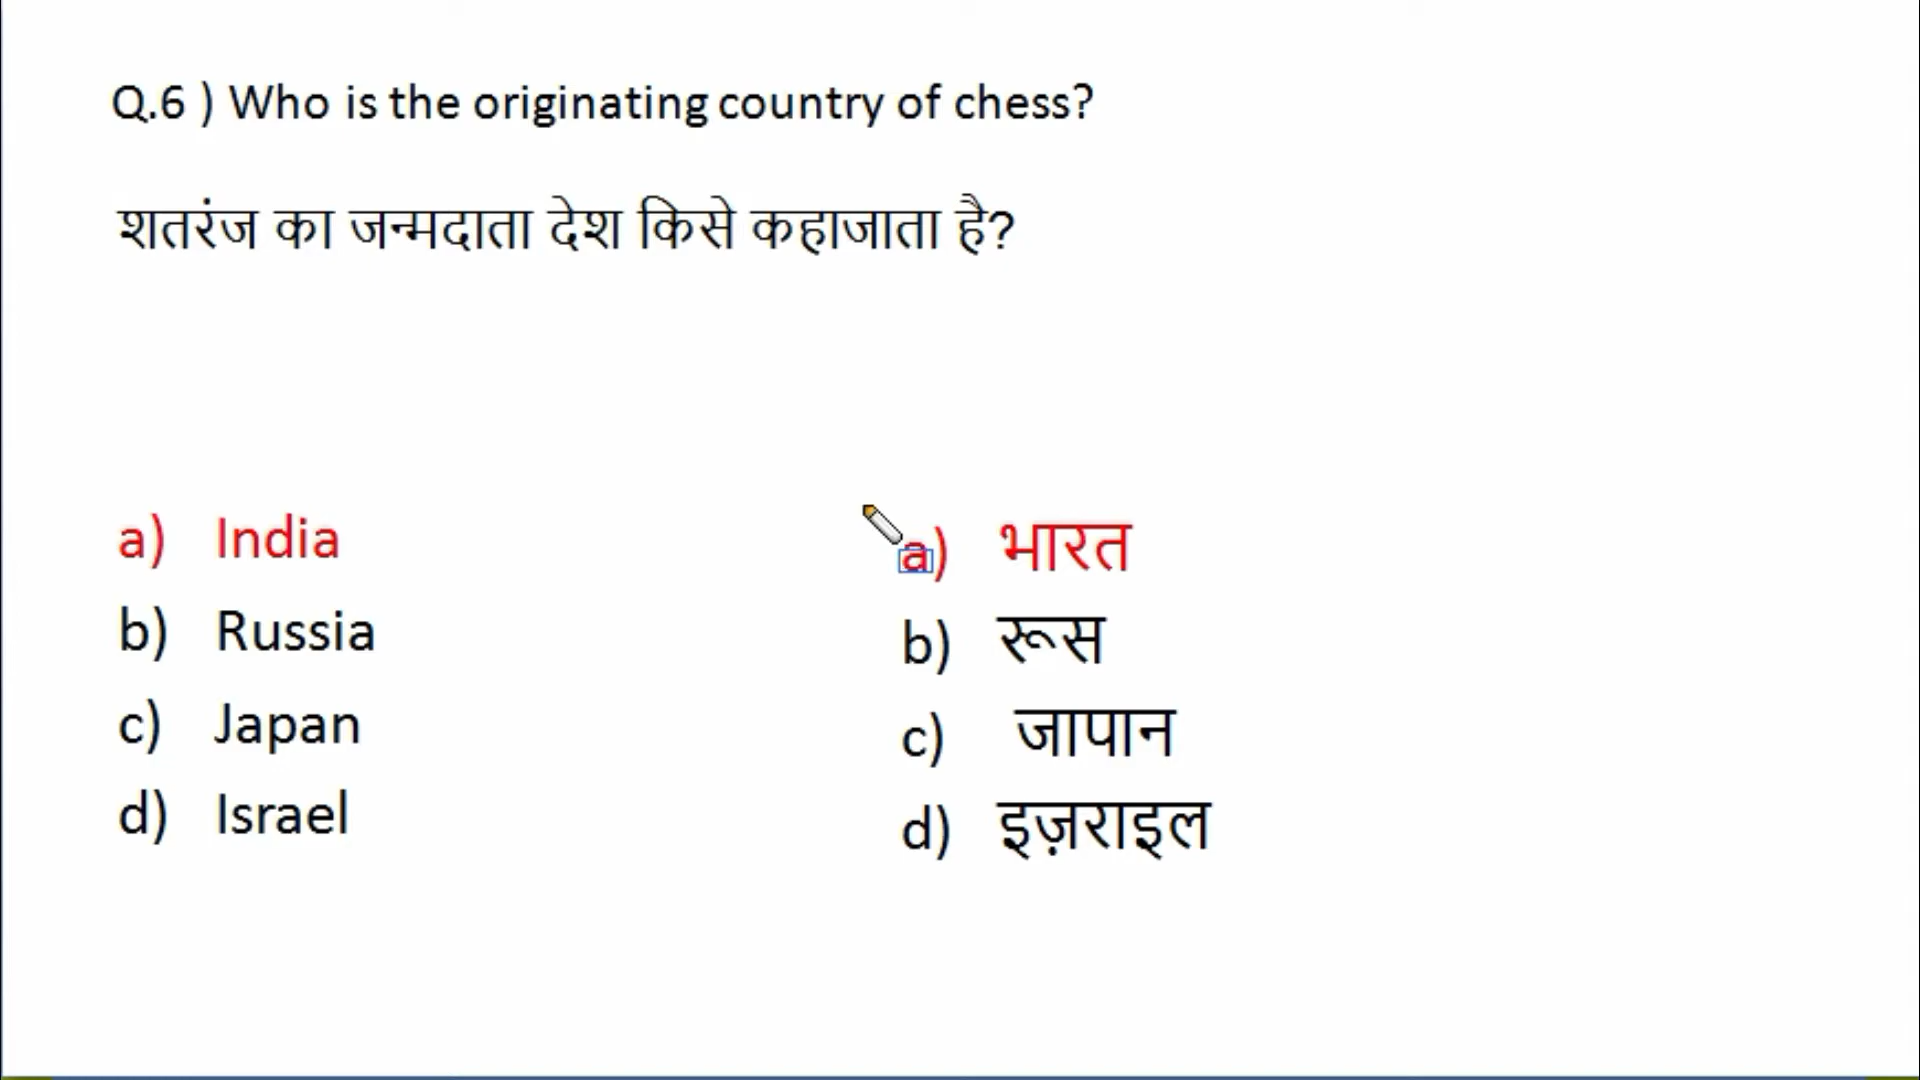 Q.6 ) Who is the originating country of chess?
शतरंज का जन्मदाता देश किसे कहाजाता है?
a) India
b) Russia
c) Japan
d) Israel
a) भारत
b) रूस
c) जापान
d) इज़राइल